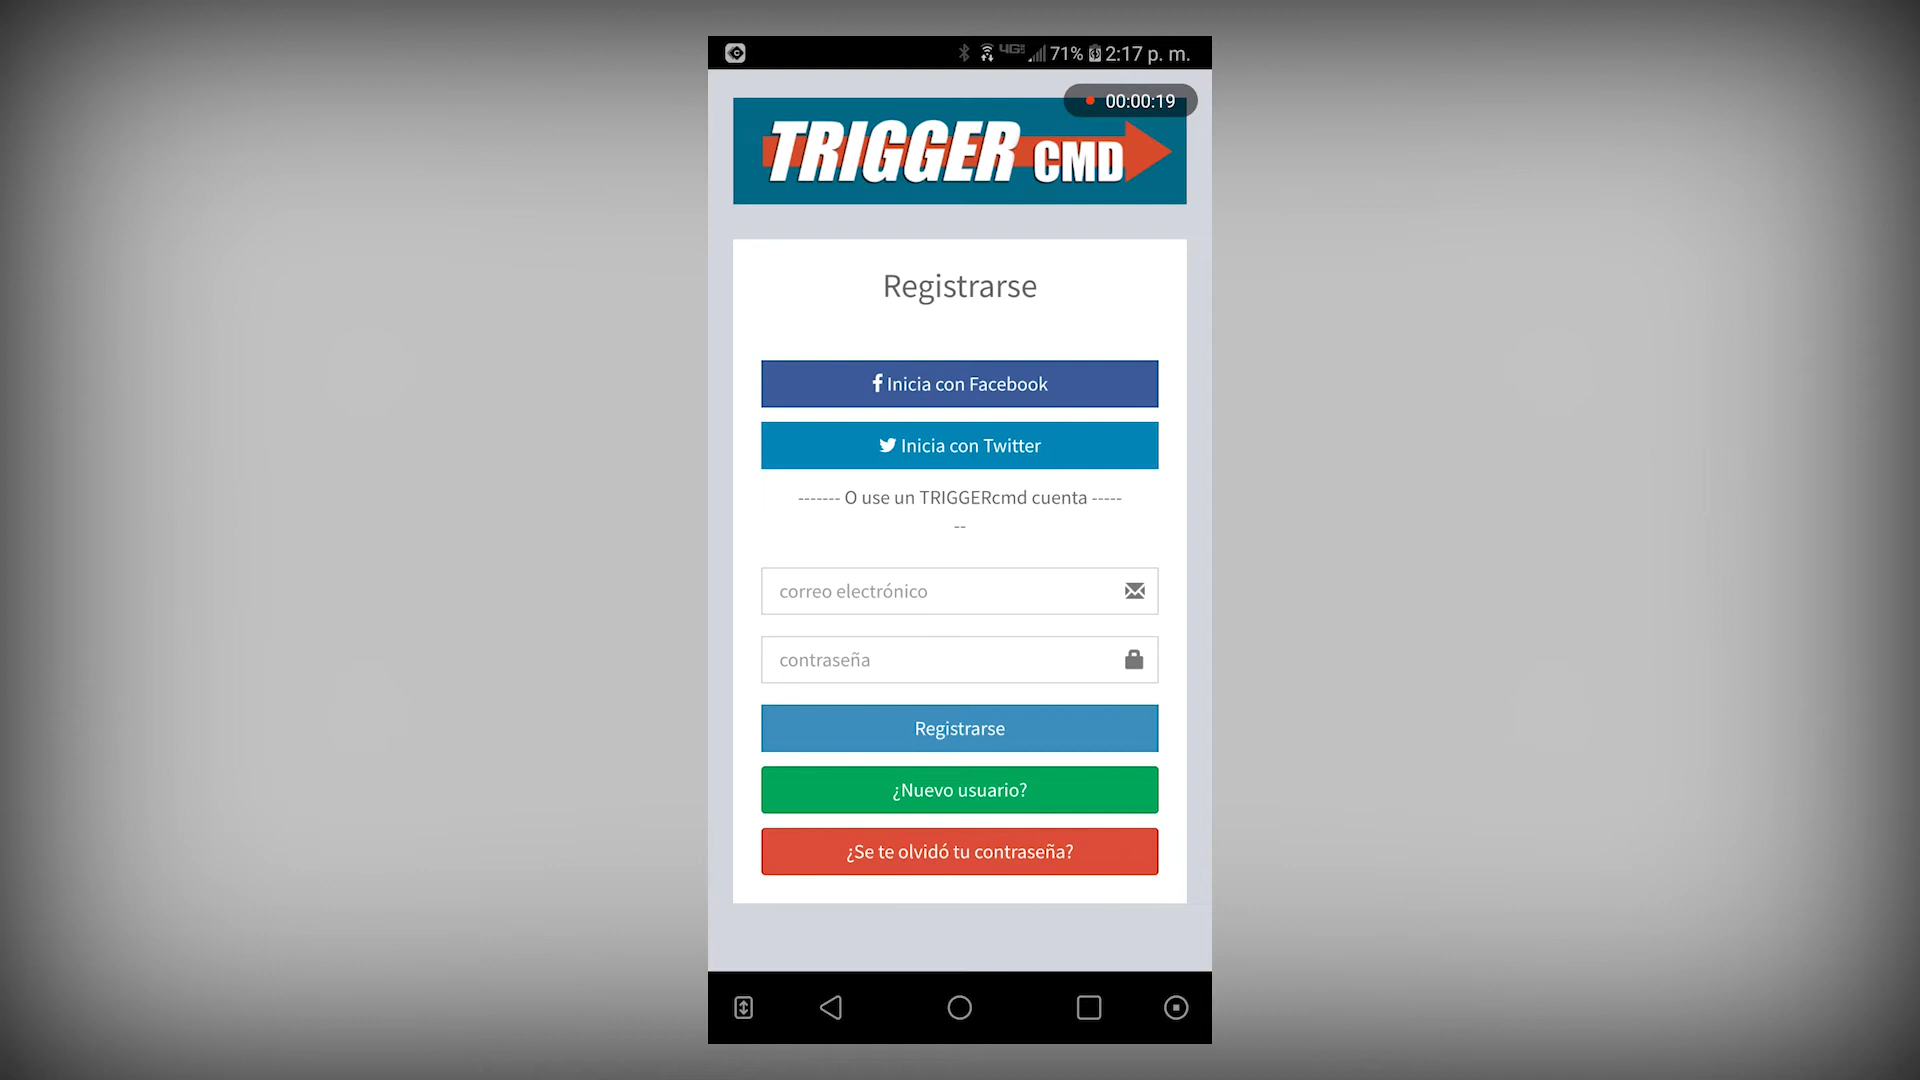 4G 71% 2:17 p. m.
00:00:19
TRIGGER CMD
Registrarse
Inicia con Facebook
Inicia con Twitter
------- O use un TRIGGERcmd cuenta -----
--
correo electrónico
contraseña
Registrarse
¿Nuevo usuario?
¿Se te olvidó tu contraseña?